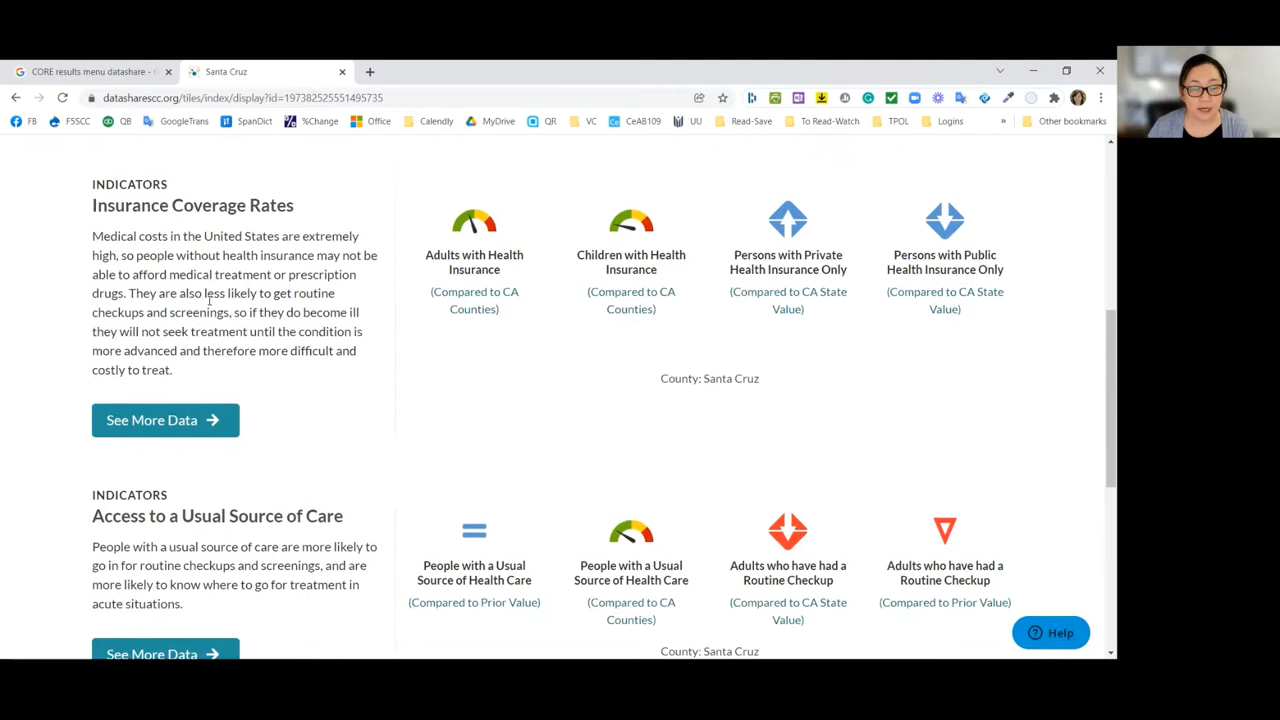 CORE results menu datashare -
Santa Cruz
datasharescc.org/tiles/index/display?id=197382525551495735
FB
F5SCC
QB
GoogleTrans
SpanDict
%Change
Office
Calendly
MyDrive
QR
VC
CeAB109
UU
Read-Save
To Read-Watch
TPOL
Logins
»
Other bookmarks
INDICATORS
Insurance Coverage Rates
Medical costs in the United States are extremely
high, so people without health insurance may not be
able to afford medical treatment or prescription
drugs. They are also less likely to get routine
checkups and screenings, so if they do become ill
they will not seek treatment until the condition is
more advanced and therefore more difficult and
costly to treat.
See More Data
Adults with Health
Insurance
(Compared to CA
Counties)
Children with Health
Insurance
(Compared to CA
Counties)
Persons with Private
Health Insurance Only
(Compared to CA State
Value)
Persons with Public
Health Insurance Only
(Compared to CA State
Value)
County: Santa Cruz
INDICATORS
Access to a Usual Source of Care
People with a usual source of care are more likely to
go in for routine checkups and screenings, and are
more likely to know where to go for treatment in
acute situations.
See More Data
People with a Usual
Source of Health Care
(Compared to Prior Value)
People with a Usual
Source of Health Care
(Compared to CA
Counties)
Adults who have had a
Routine Checkup
(Compared to CA State
Value)
Adults who have had a
Routine Checkup
(Compared to Prior Value)
County: Santa Cruz
Help